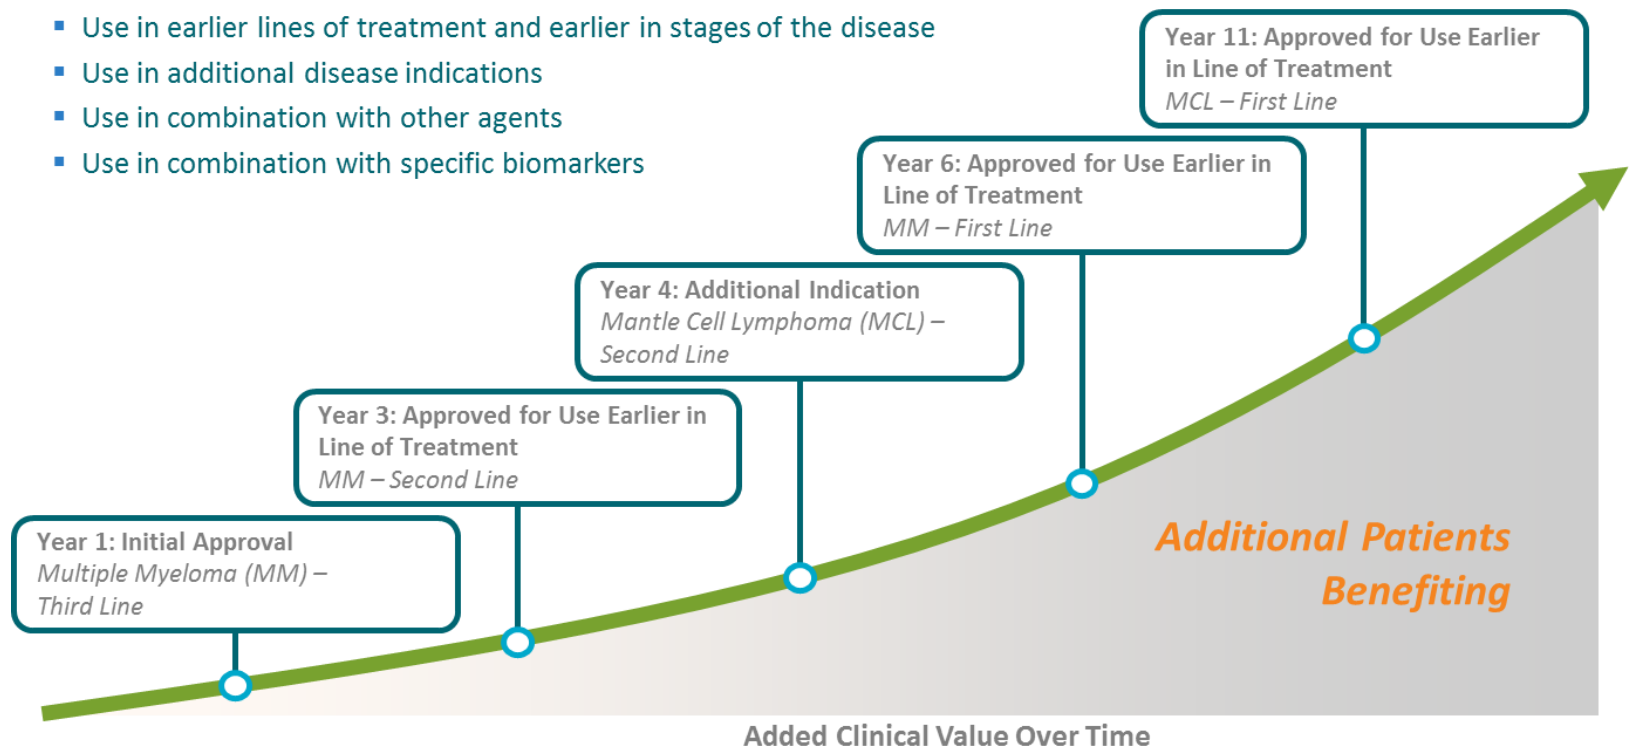 Use in earlier lines of treatment and earlier in stages of the disease
Use in additional disease indications
Use in combination with other agents
Use in combination with specific biomarkers
Year 11: Approved for Use Earlier
in Line of Treatment
MCL – First Line
Year 6: Approved for Use Earlier in
Line of Treatment
MM – First Line
Year 4: Additional Indication
Mantle Cell Lymphoma (MCL) –
Second Line
Year 3: Approved for Use Earlier in
Line of Treatment
MM – Second Line
Year 1: Initial Approval
Multiple Myeloma (MM) –
Third Line
Additional Patients
Benefiting
Added Clinical Value Over Time